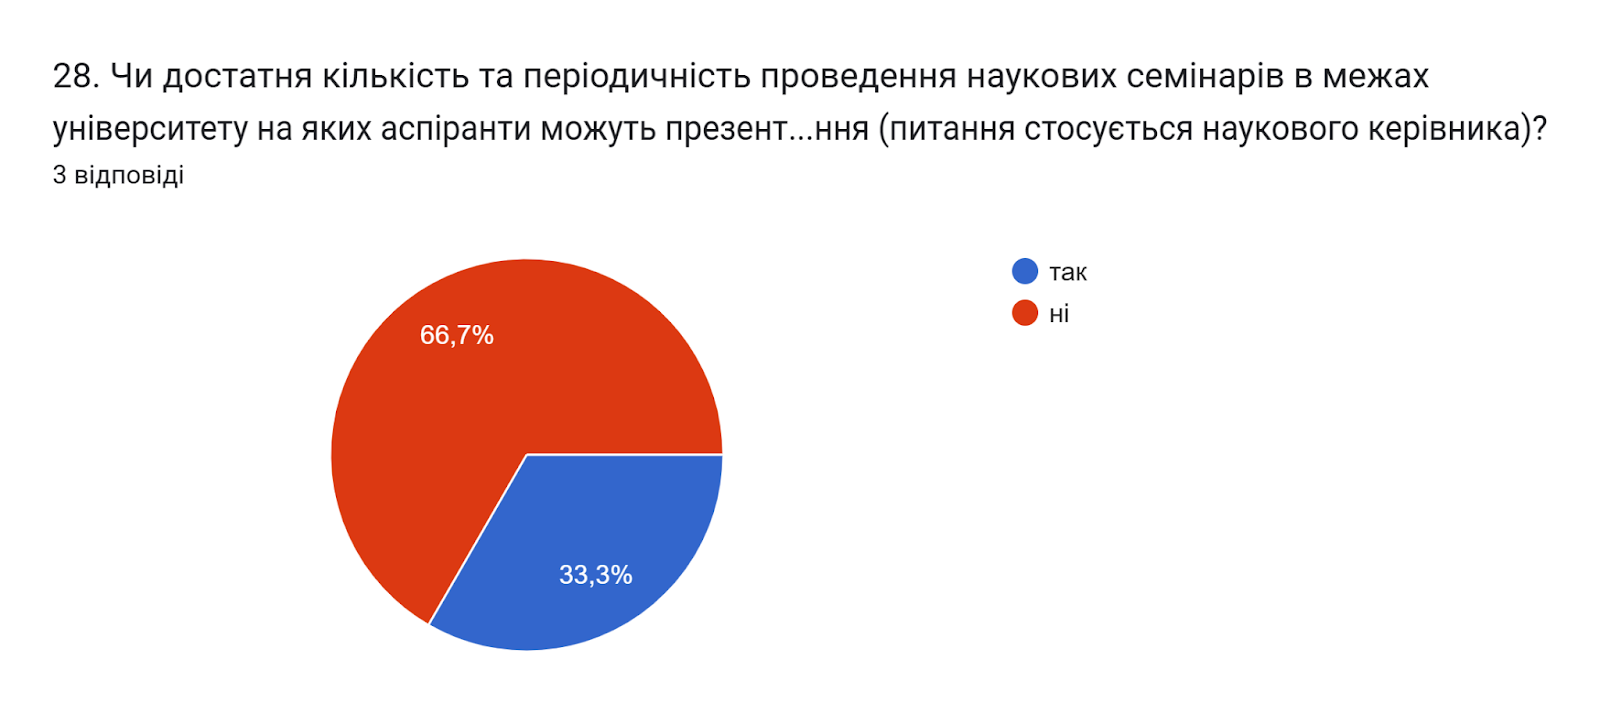 28. Чи достатня кількість та періодичність проведення наукових семінарів в межах
університету на яких аспіранти можуть презент...ння (питання стосується наукового керівника)?
3 відповіді
так
ні
66,7%
33,3%